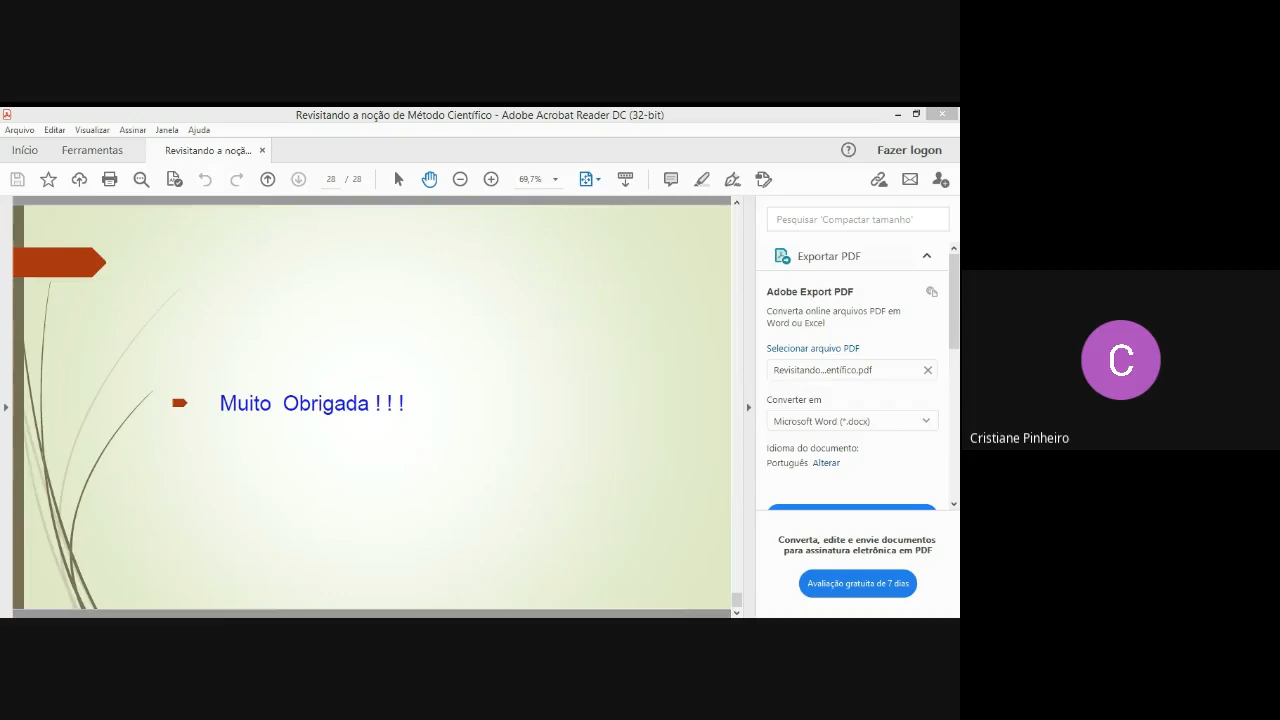 Revisitando a noção de Método Científico - Adobe Acrobat Reader DC (32-bit)
Arquivo Editar Visualizar Assinar Janela Ajuda
Início Ferramentas Revisitando a noçã... × Fazer logon
28 / 28 69,7%
Muito Obrigada ! ! !
Pesquisar 'Compactar tamanho'
Exportar PDF
Adobe Export PDF
Converta online arquivos PDF em
Word ou Excel
Selecionar arquivo PDF
Revisitando...entífico.pdf
Converter em
Microsoft Word (*.docx)
Idioma do documento:
Português Alterar
Converta, edite e envie documentos
para assinatura eletrônica em PDF
Avaliação gratuita de 7 dias
C
Cristiane Pinheiro